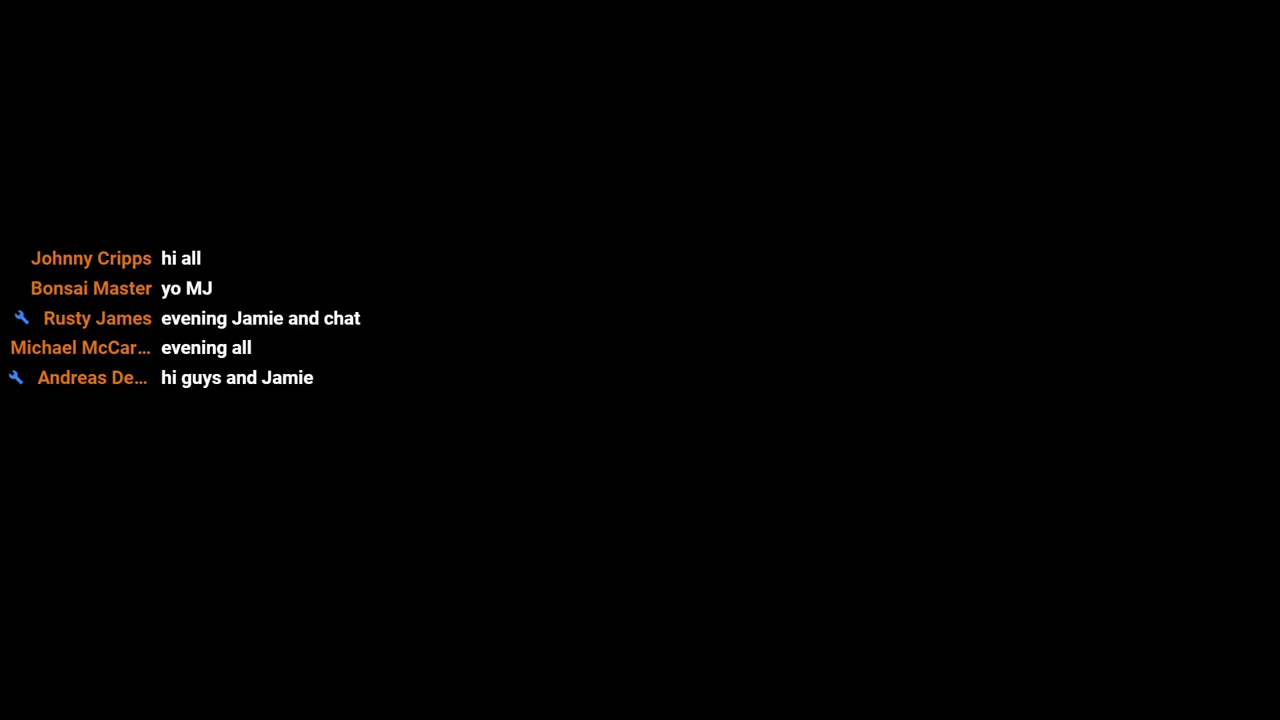 Johnny Cripps hi all
Bonsai Master yo MJ
Rusty James evening Jamie and chat
Michael McCar... evening all
Andreas De... hi guys and Jamie